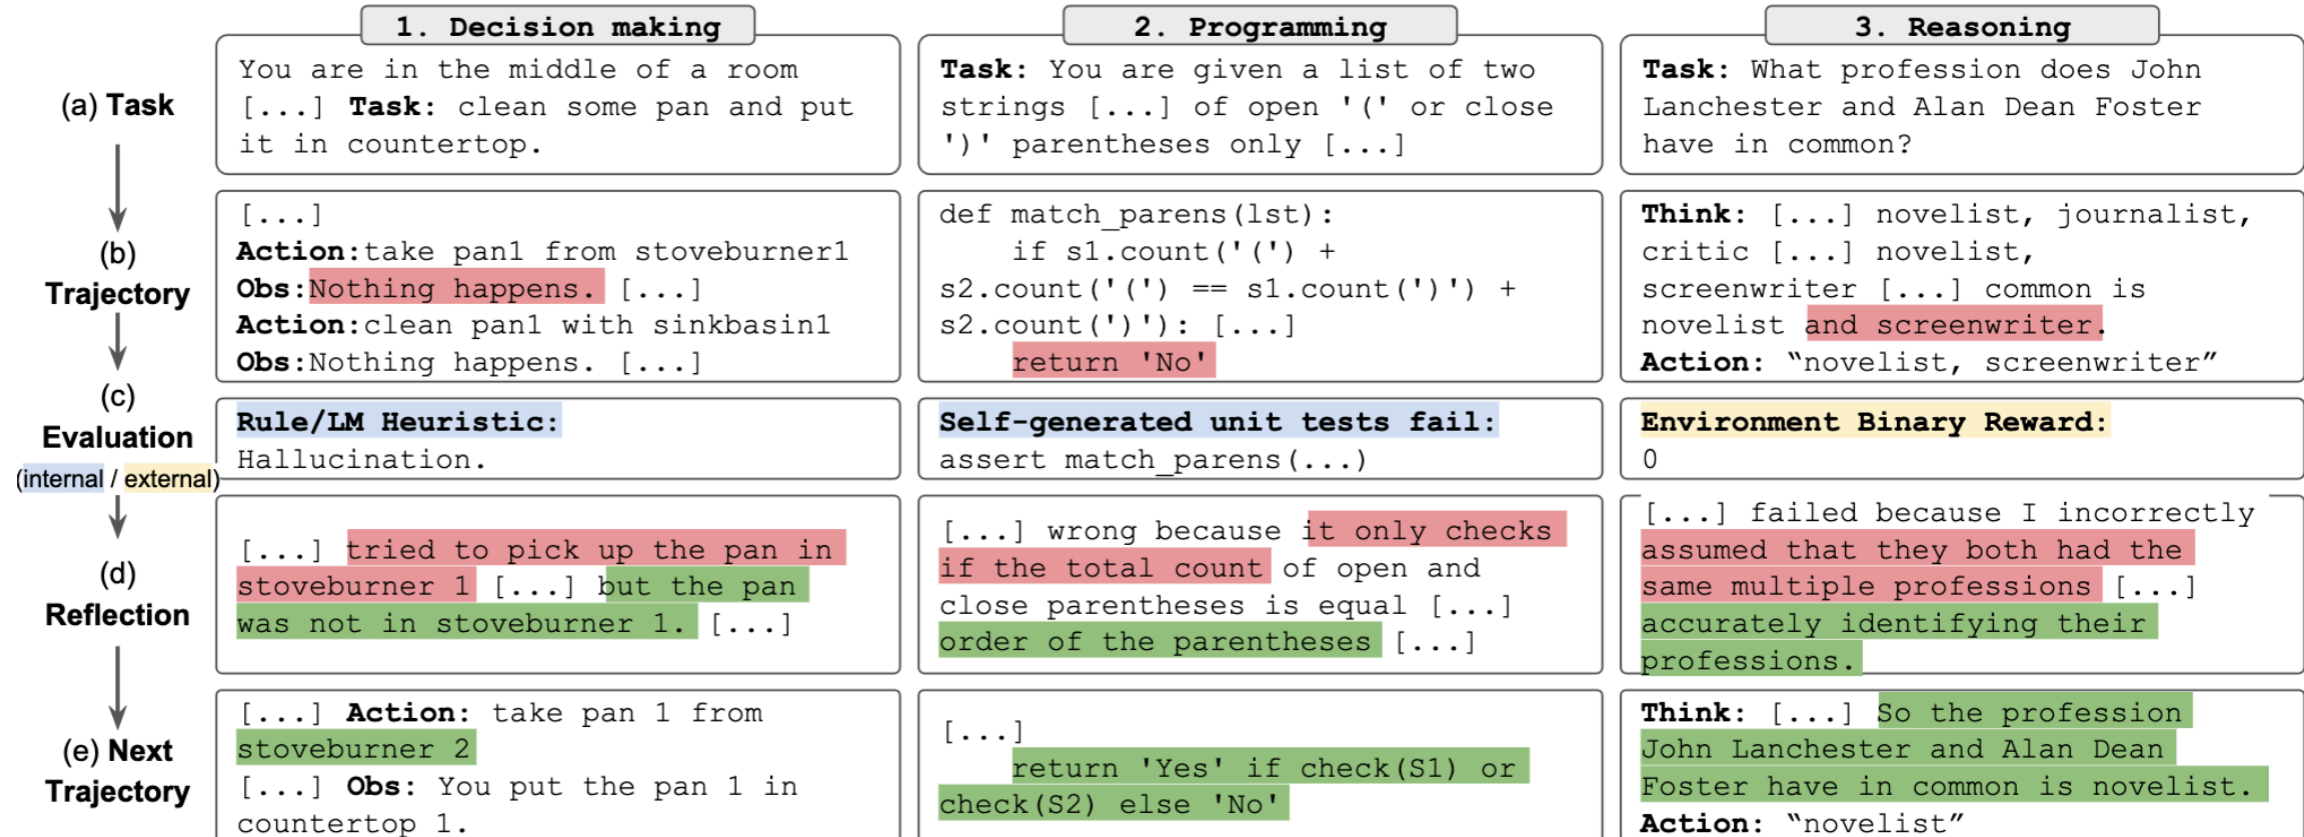 1. Decision making
2. Programming
3. Reasoning
(a) Task
You are in the middle of a room
[...] Task: clean some pan and put
it in countertop.
Task: You are given a list of two
strings [...] of open '(' or close
')' parentheses only [...]
Task: What profession does John
Lanchester and Alan Dean Foster
have in common?
(b)
Trajectory
[...]
Action:take pan1 from stoveburner1
Obs:Nothing happens. [...]
Action:clean pan1 with sinkbasin1
Obs:Nothing happens. [...]
def match_parens(lst):
if s1.count('(') +
s2.count('(') == s1.count(')') +
s2.count(')'): [...]
return 'No'
Think: [...] novelist, journalist,
critic [...] novelist,
screenwriter [...] common is
novelist and screenwriter.
Action: “novelist, screenwriter”
(c)
Evaluation
(internal / external)
Rule/LM Heuristic:
Hallucination.
Self-generated unit tests fail:
assert match_parens(...)
Environment Binary Reward:
0
(d)
Reflection
[...] tried to pick up the pan in
stoveburner 1 [...] but the pan
was not in stoveburner 1. [...]
[...] wrong because it only checks
if the total count of open and
close parentheses is equal [...]
order of the parentheses [...]
[...] failed because I incorrectly
assumed that they both had the
same multiple professions [...]
accurately identifying their
professions.
(e) Next
Trajectory
[...] Action: take pan 1 from
stoveburner 2
[...] Obs: You put the pan 1 in
countertop 1.
[...]
return 'Yes' if check(S1) or
check(S2) else 'No'
Think: [...] So the profession
John Lanchester and Alan Dean
Foster have in common is novelist.
Action: “novelist”